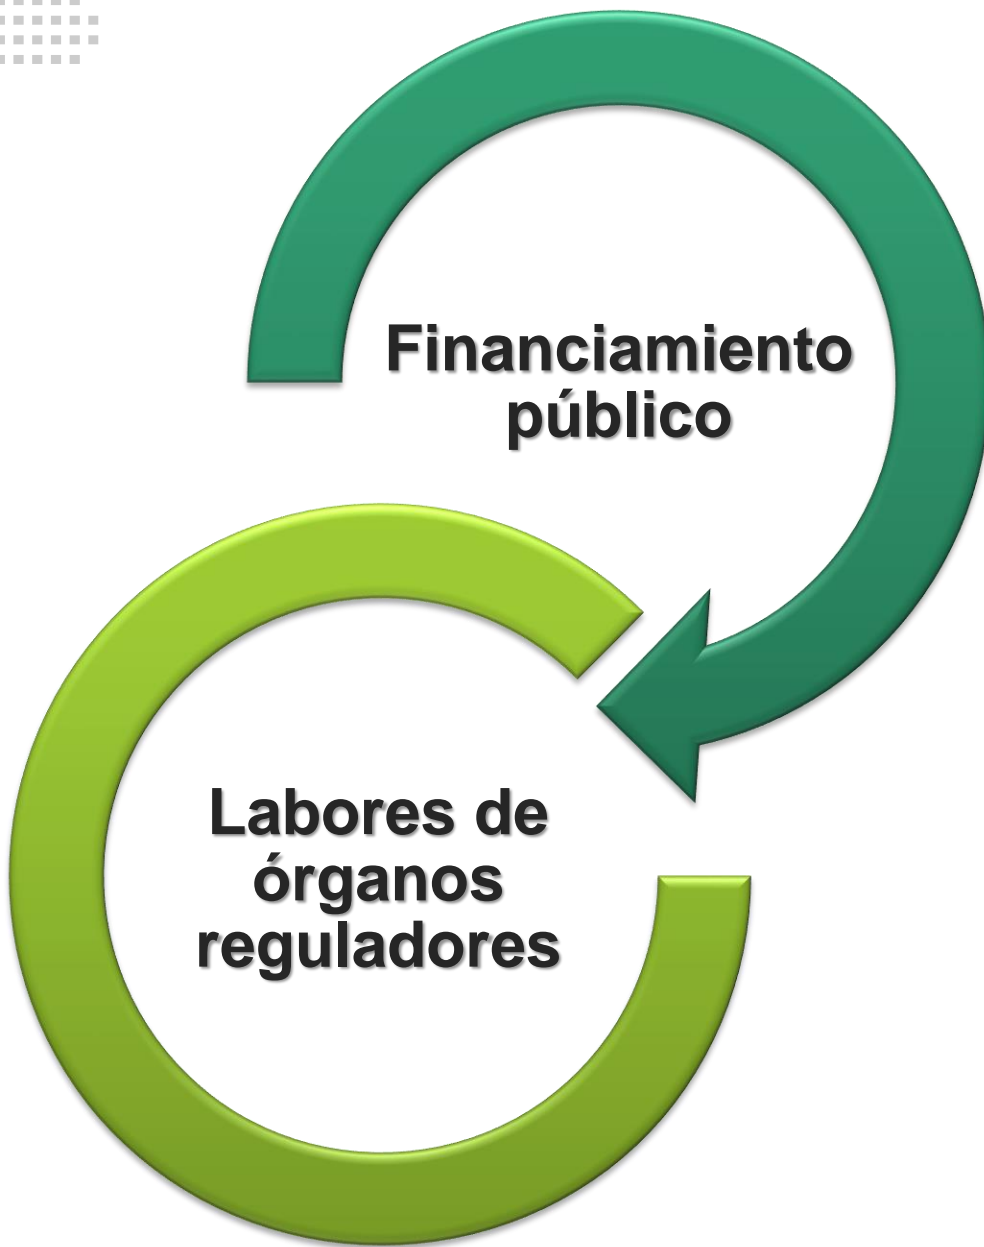 Financiamiento
público
Labores de
órganos
reguladores